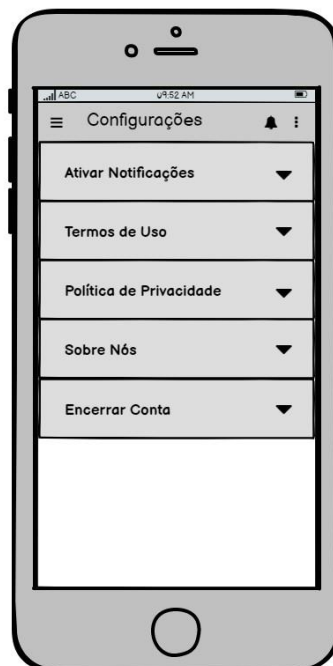 ABC 09:52 AM
Configurações
Ativar Notificações
Termos de Uso
Política de Privacidade
Sobre Nós
Encerrar Conta